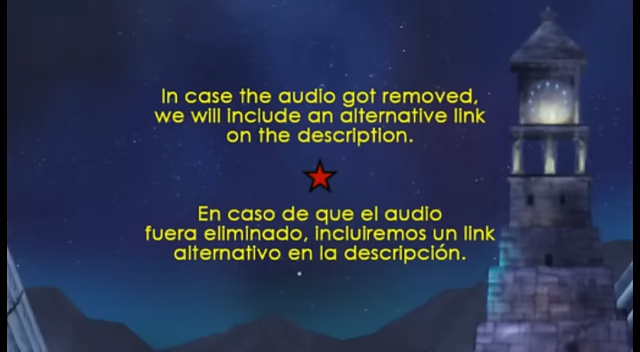 In case the audio got removed,
we will include an alternative link
on the description.
En caso de que el audio
fuera eliminado, incluiremos un link
alternativo en la descripción.